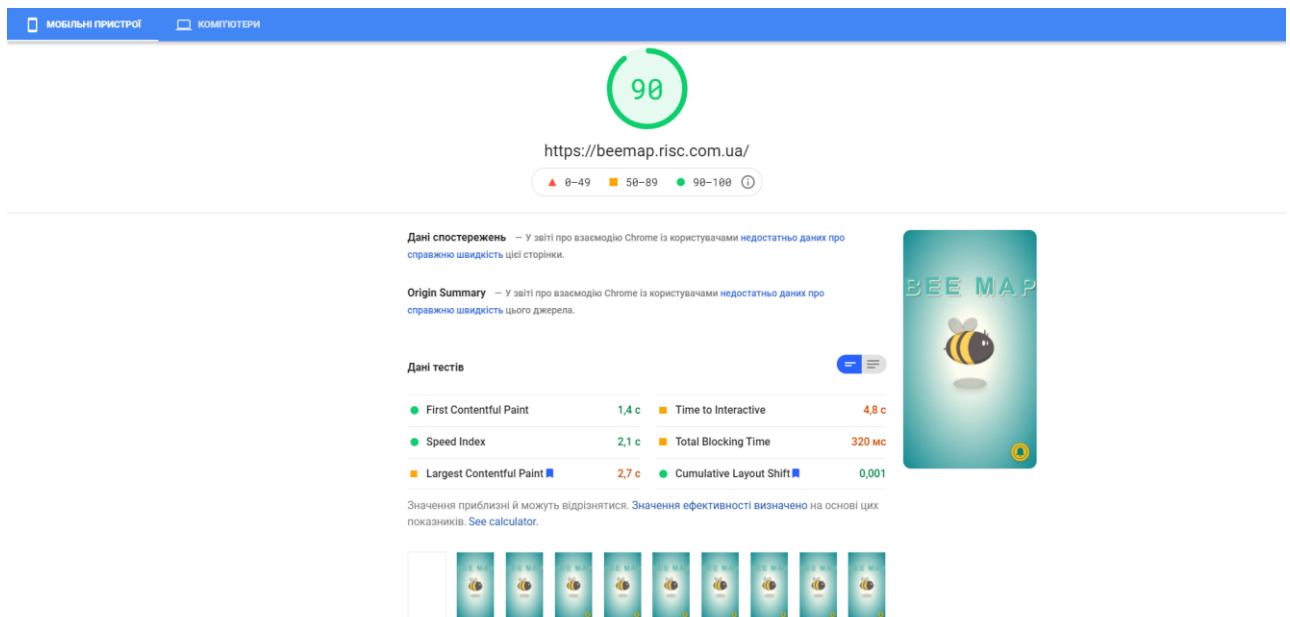 МОБІЛЬНІ ПРИСТРОЇ КОМП'ЮТЕРИ
90
https://beemap.risc.com.ua/
0–49 50–89 90–100
Дані спостережень — У звіті про взаємодію Chrome із користувачами недостатньо даних про
справжню швидкість цієї сторінки.
Origin Summary — У звіті про взаємодію Chrome із користувачами недостатньо даних про
справжню швидкість цього джерела.
BEE MAP
Дані тестів
First Contentful Paint 1,4 с Time to Interactive 4,8 с
Speed Index 2,1 с Total Blocking Time 320 мс
Largest Contentful Paint 2,7 с Cumulative Layout Shift 0,001
Значення приблизні й можуть відрізнятися. Значення ефективності визначено на основі цих
показників. See calculator.